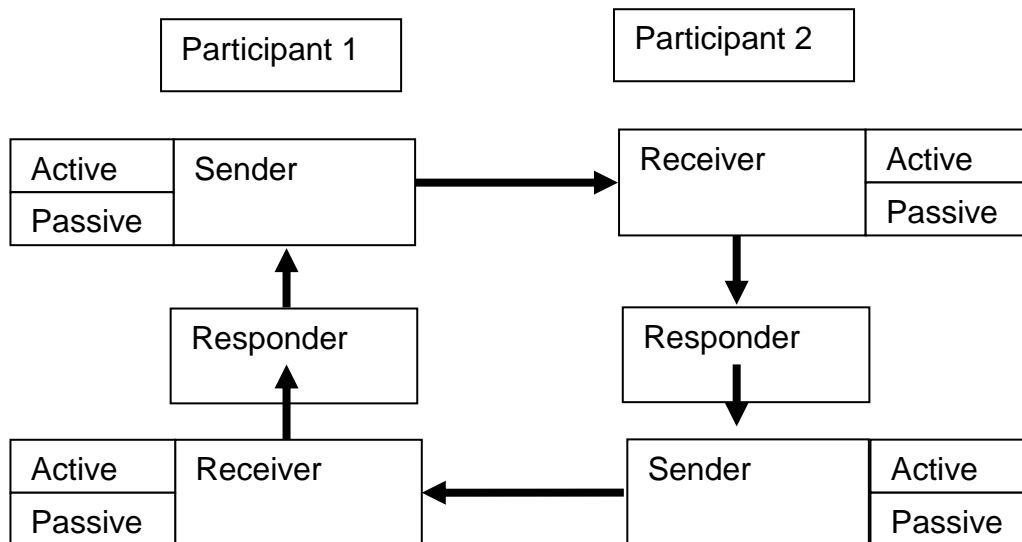 Participant 1
Participant 2
Active
Passive
Sender
Receiver
Active
Passive
Responder
Responder
Active
Passive
Receiver
Sender
Active
Passive